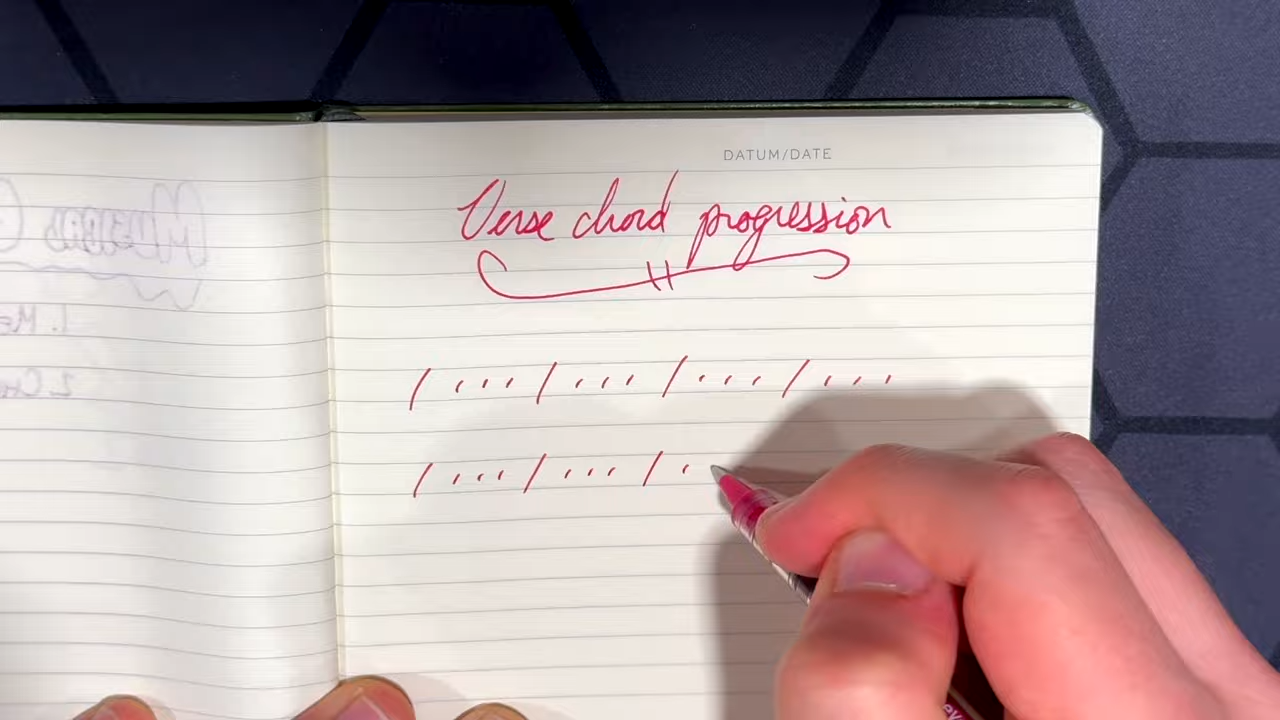 DATUM/DATE
Verse chord progression
/ ' ' ' / ' ' ' / ' ' ' / ' ' '
/ ' ' ' / ' ' ' / '